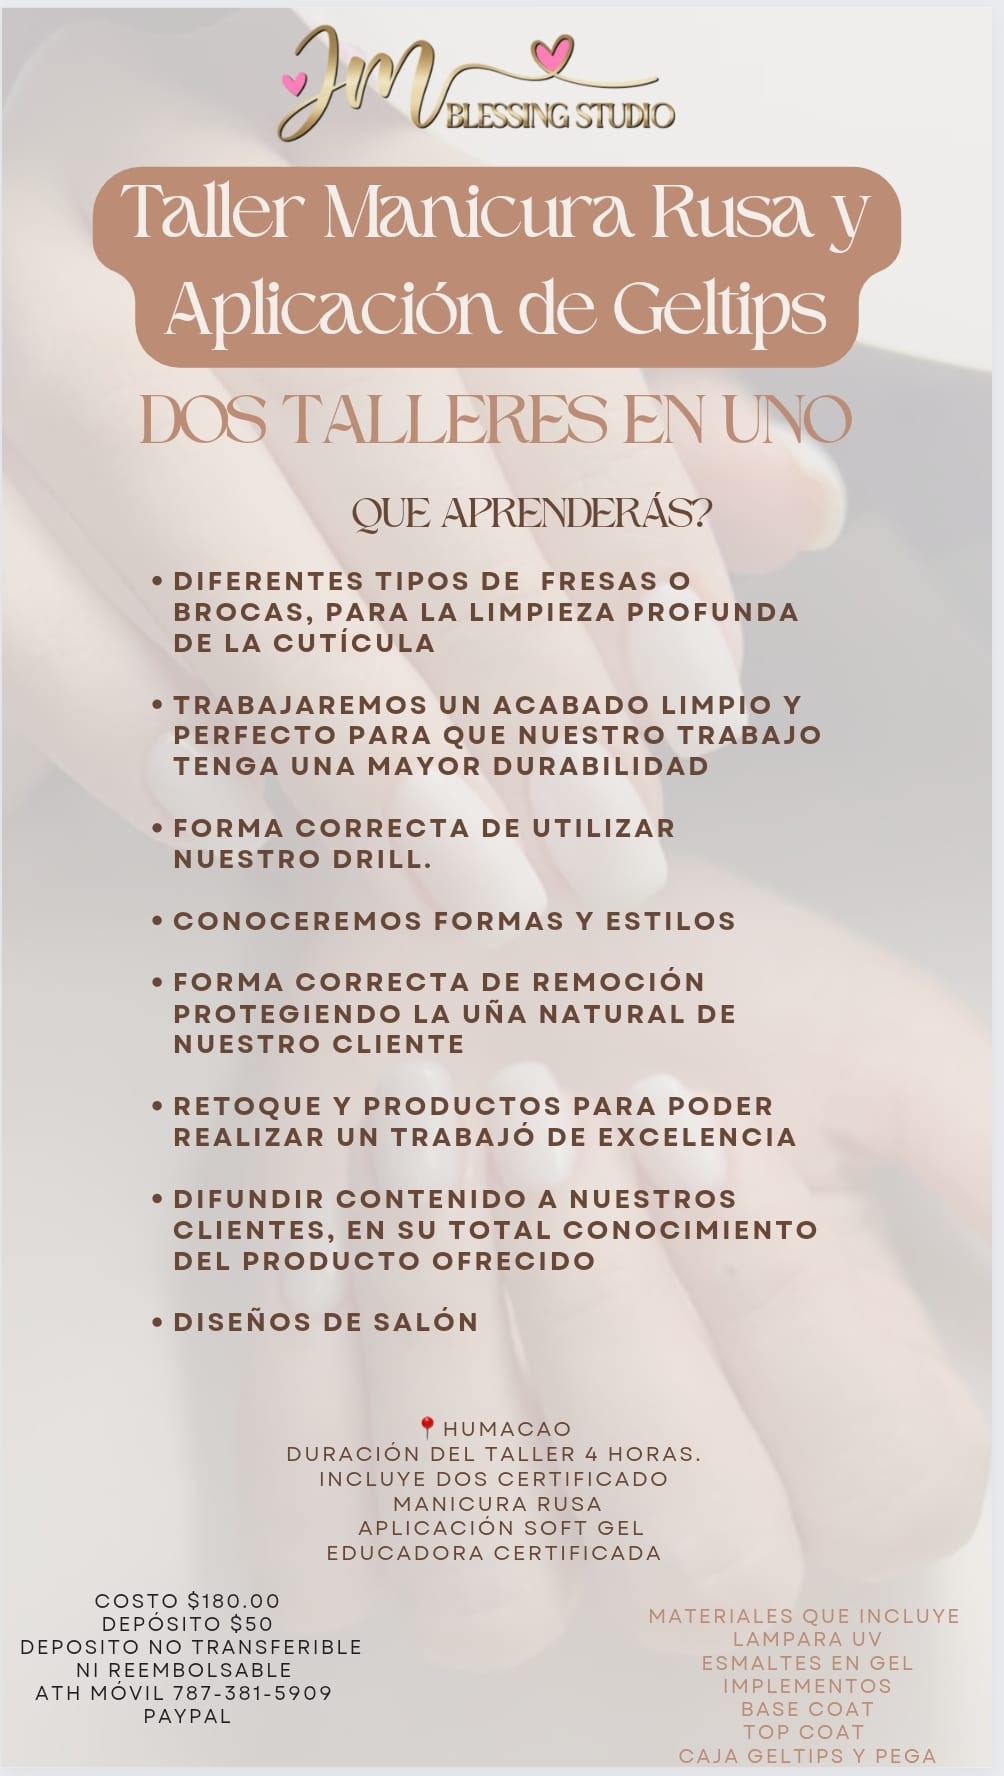 JM
BLESSING STUDIO
Taller Manicura Rusa y
Aplicación de Geltips
DOS TALLERES EN UNO
QUE APRENDERÁS?
• DIFERENTES TIPOS DE FRESAS O
BROCAS, PARA LA LIMPIEZA PROFUNDA
DE LA CUTÍCULA
• TRABAJAREMOS UN ACABADO LIMPIO Y
PERFECTO PARA QUE NUESTRO TRABAJO
TENGA UNA MAYOR DURABILIDAD
• FORMA CORRECTA DE UTILIZAR
NUESTRO DRILL.
• CONOCEREMOS FORMAS Y ESTILOS
• FORMA CORRECTA DE REMOCIÓN
PROTEGIENDO LA UÑA NATURAL DE
NUESTRO CLIENTE
• RETOQUE Y PRODUCTOS PARA PODER
REALIZAR UN TRABAJÓ DE EXCELENCIA
• DIFUNDIR CONTENIDO A NUESTROS
CLIENTES, EN SU TOTAL CONOCIMIENTO
DEL PRODUCTO OFRECIDO
• DISEÑOS DE SALÓN
📍HUMACAO
DURACIÓN DEL TALLER 4 HORAS.
INCLUYE DOS CERTIFICADO
MANICURA RUSA
APLICACIÓN SOFT GEL
EDUCADORA CERTIFICADA
COSTO $180.00
DEPÓSITO $50
DEPOSITO NO TRANSFERIBLE
NI REEMBOLSABLE
ATH MÓVIL 787-381-5909
PAYPAL
MATERIALES QUE INCLUYE
LAMPARA UV
ESMALTES EN GEL
IMPLEMENTOS
BASE COAT
TOP COAT
CAJA GELTIPS Y PEGA